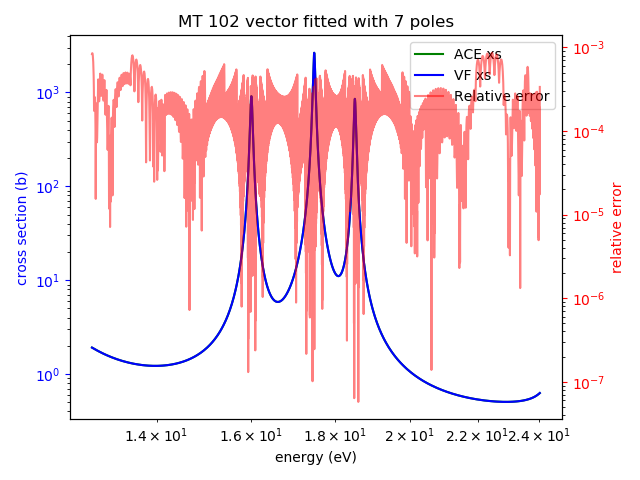 MT 102 vector fitted with 7 poles
ACE xs
VF xs
Relative error
10³
10²
10¹
10⁰
cross section (b)
10⁻³
10⁻⁴
10⁻⁵
10⁻⁶
10⁻⁷
relative error
1.4 × 10¹ 1.6 × 10¹ 1.8 × 10¹ 2 × 10¹ 2.2 × 10¹ 2.4 × 10¹
energy (eV)